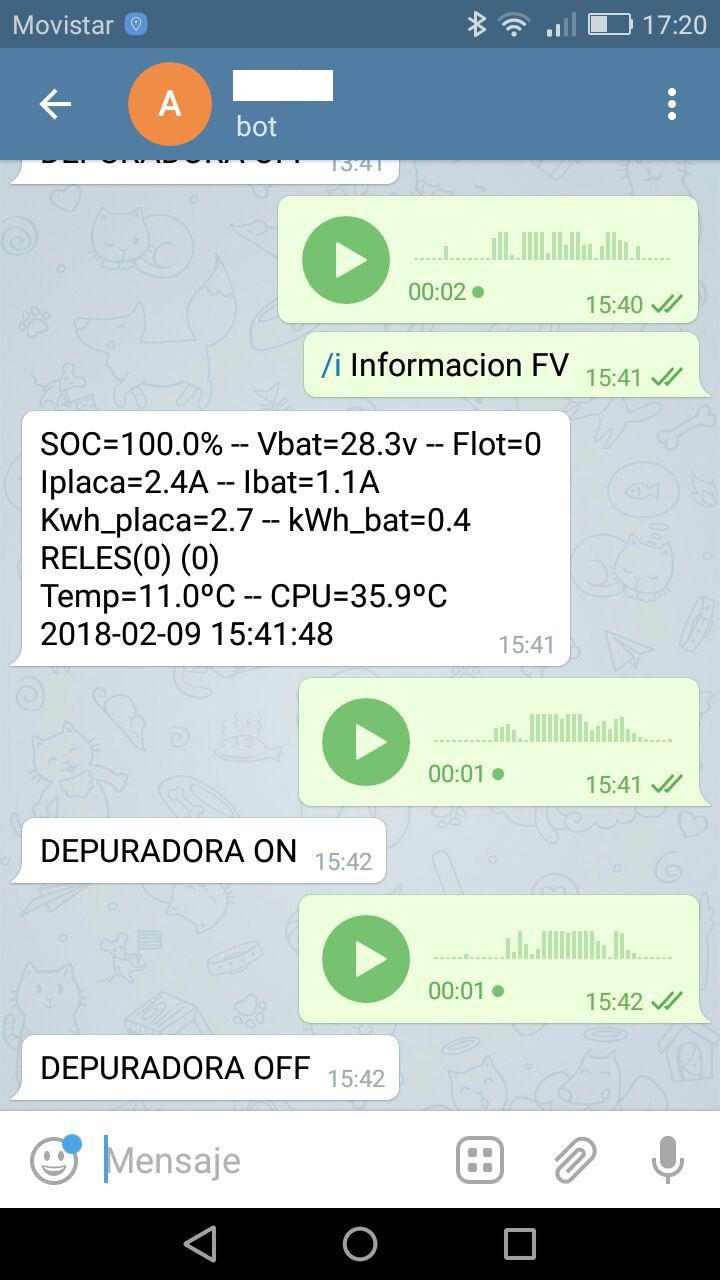 Movistar 17:20
A
bot
DEPURADORA OFF 13:41
00:02 15:40
/i Informacion FV 15:41
SOC=100.0% -- Vbat=28.3v -- Flot=0
Iplaca=2.4A -- Ibat=1.1A
Kwh_placa=2.7 -- kWh_bat=0.4
RELES(0) (0)
Temp=11.0ºC -- CPU=35.9ºC
2018-02-09 15:41:48 15:41
00:01 15:41
DEPURADORA ON 15:42
00:01 15:42
DEPURADORA OFF 15:42
Mensaje